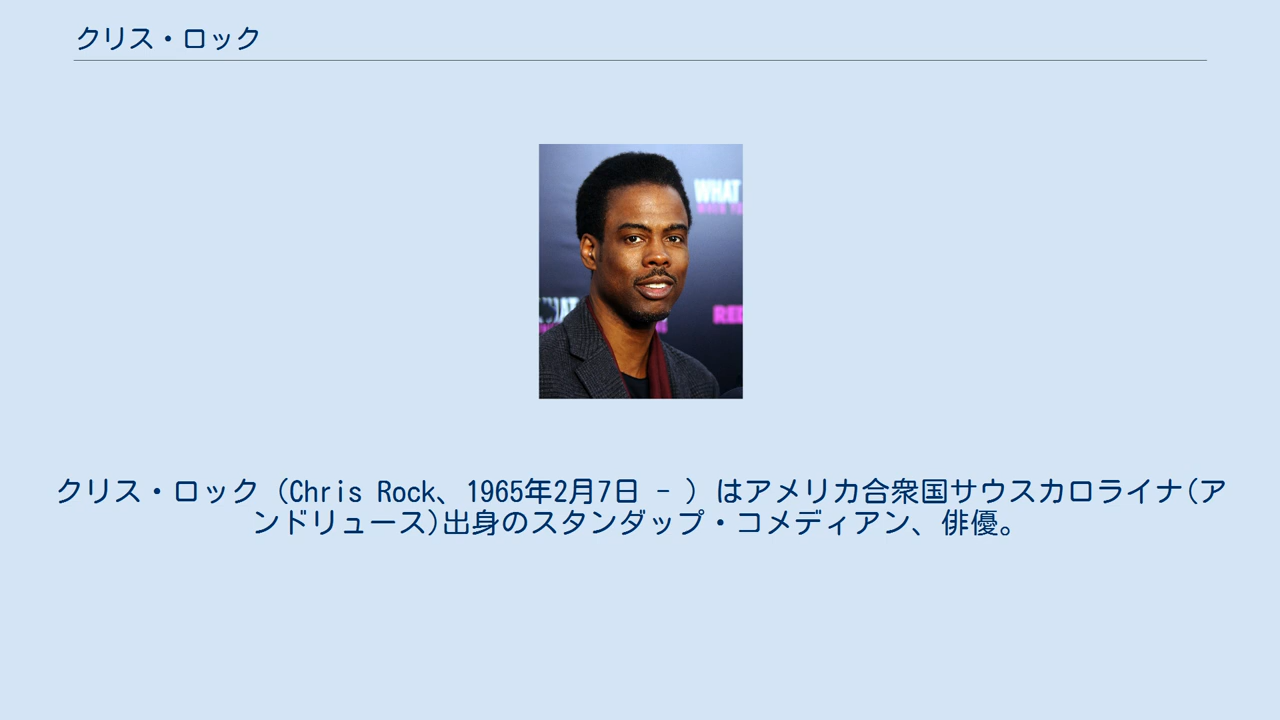 クリス・ロック
WHAT
WHAT
RED
クリス・ロック（Chris Rock、1965年2月7日 - ）はアメリカ合衆国サウスカロライナ(ア
ンドリュース)出身のスタンダップ・コメディアン、俳優。